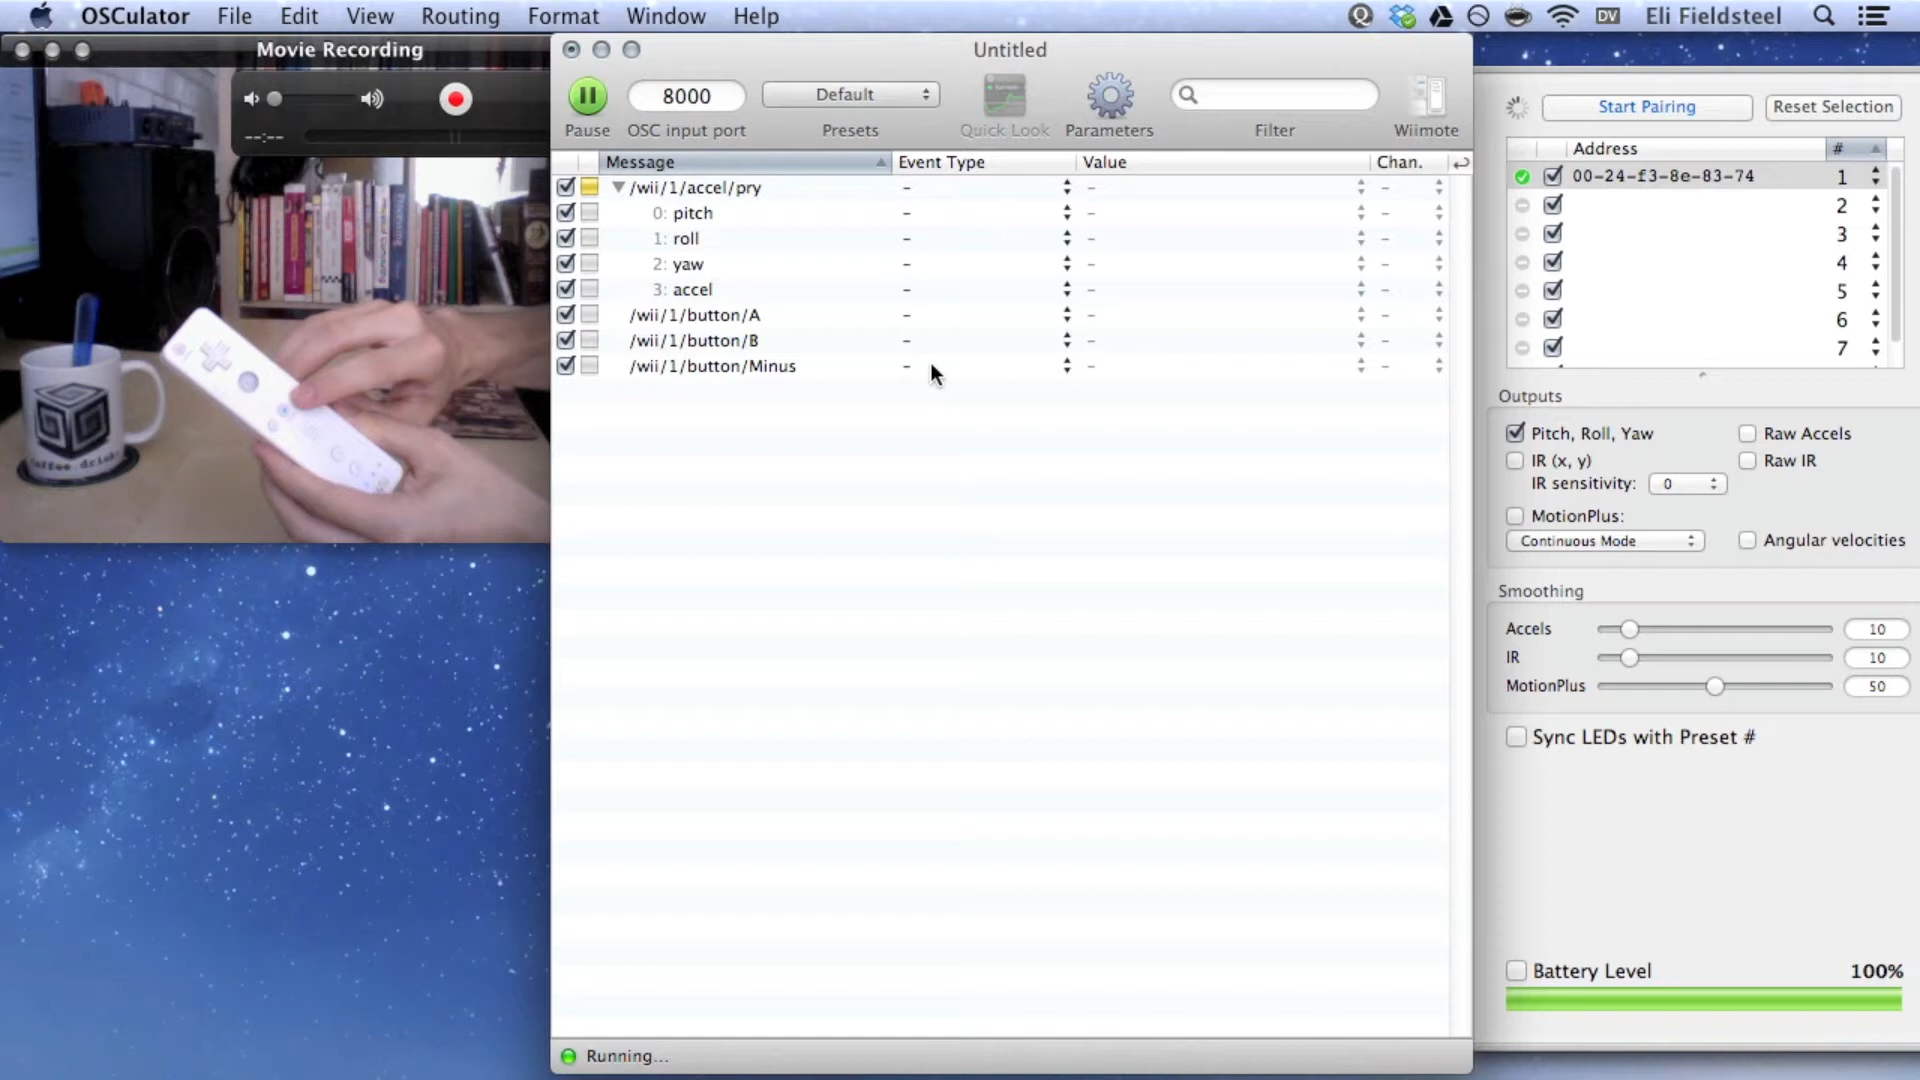 OSCulator File Edit View Routing Format Window Help DV Eli Fieldsteel
Movie Recording
--:--
Untitled
8000 Default
Pause OSC input port Presets Quick Look Parameters Filter Wiimote
Message Event Type Value Chan.
/wii/1/accel/pry - - -
0: pitch - - -
1: roll - - -
2: yaw - - -
3: accel - - -
/wii/1/button/A - - -
/wii/1/button/B - - -
/wii/1/button/Minus - - -
Running...
Start Pairing Reset Selection
Address #
00-24-f3-8e-83-74 1
2
3
4
5
6
7
Outputs
Pitch, Roll, Yaw Raw Accels
IR (x, y) Raw IR
IR sensitivity: 0
MotionPlus:
Continuous Mode Angular velocities
Smoothing
Accels 10
IR 10
MotionPlus 50
Sync LEDs with Preset #
Battery Level 100%